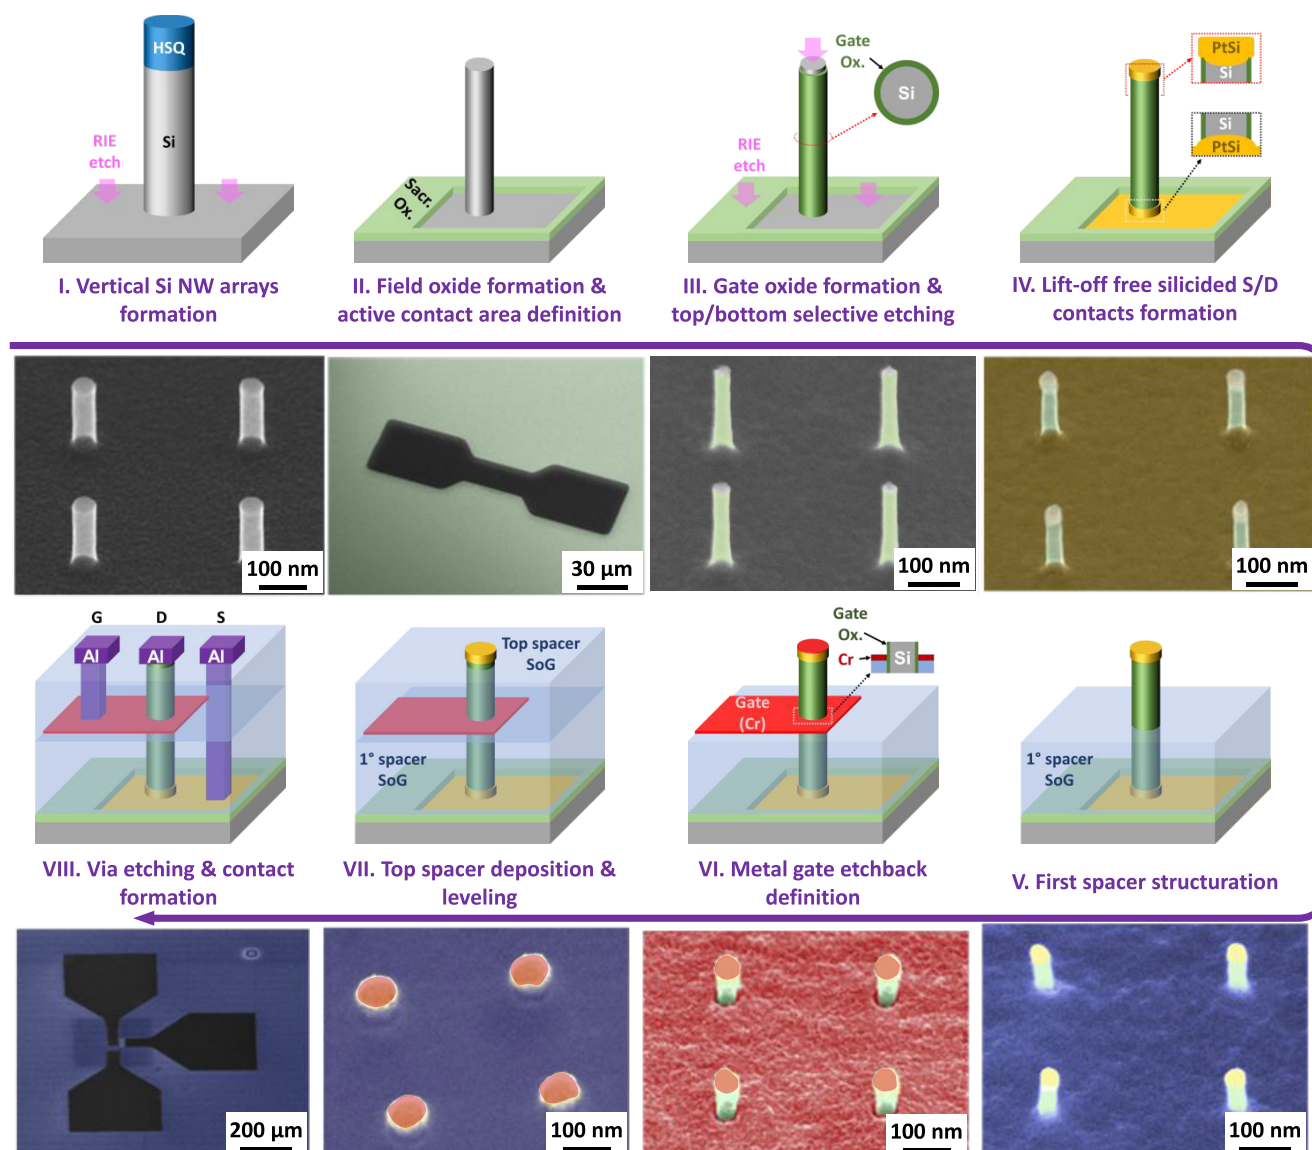 HSQ
Si
RIE
etch
I. Vertical Si NW arrays
formation
Sacr.
Ox.
II. Field oxide formation &
active contact area definition
Gate
Ox.
Si
RIE
etch
III. Gate oxide formation &
top/bottom selective etching
PtSi
Si
Si
PtSi
IV. Lift-off free silicided S/D
contacts formation
100 nm
30 µm
100 nm
100 nm
G D S
Al Al Al
VIII. Via etching & contact
formation
Top spacer
SoG
1° spacer
SoG
VII. Top spacer deposition &
leveling
Gate
Ox.
Cr
Si
Gate
(Cr)
VI. Metal gate etchback
definition
1° spacer
SoG
V. First spacer structuration
200 µm
100 nm
100 nm
100 nm